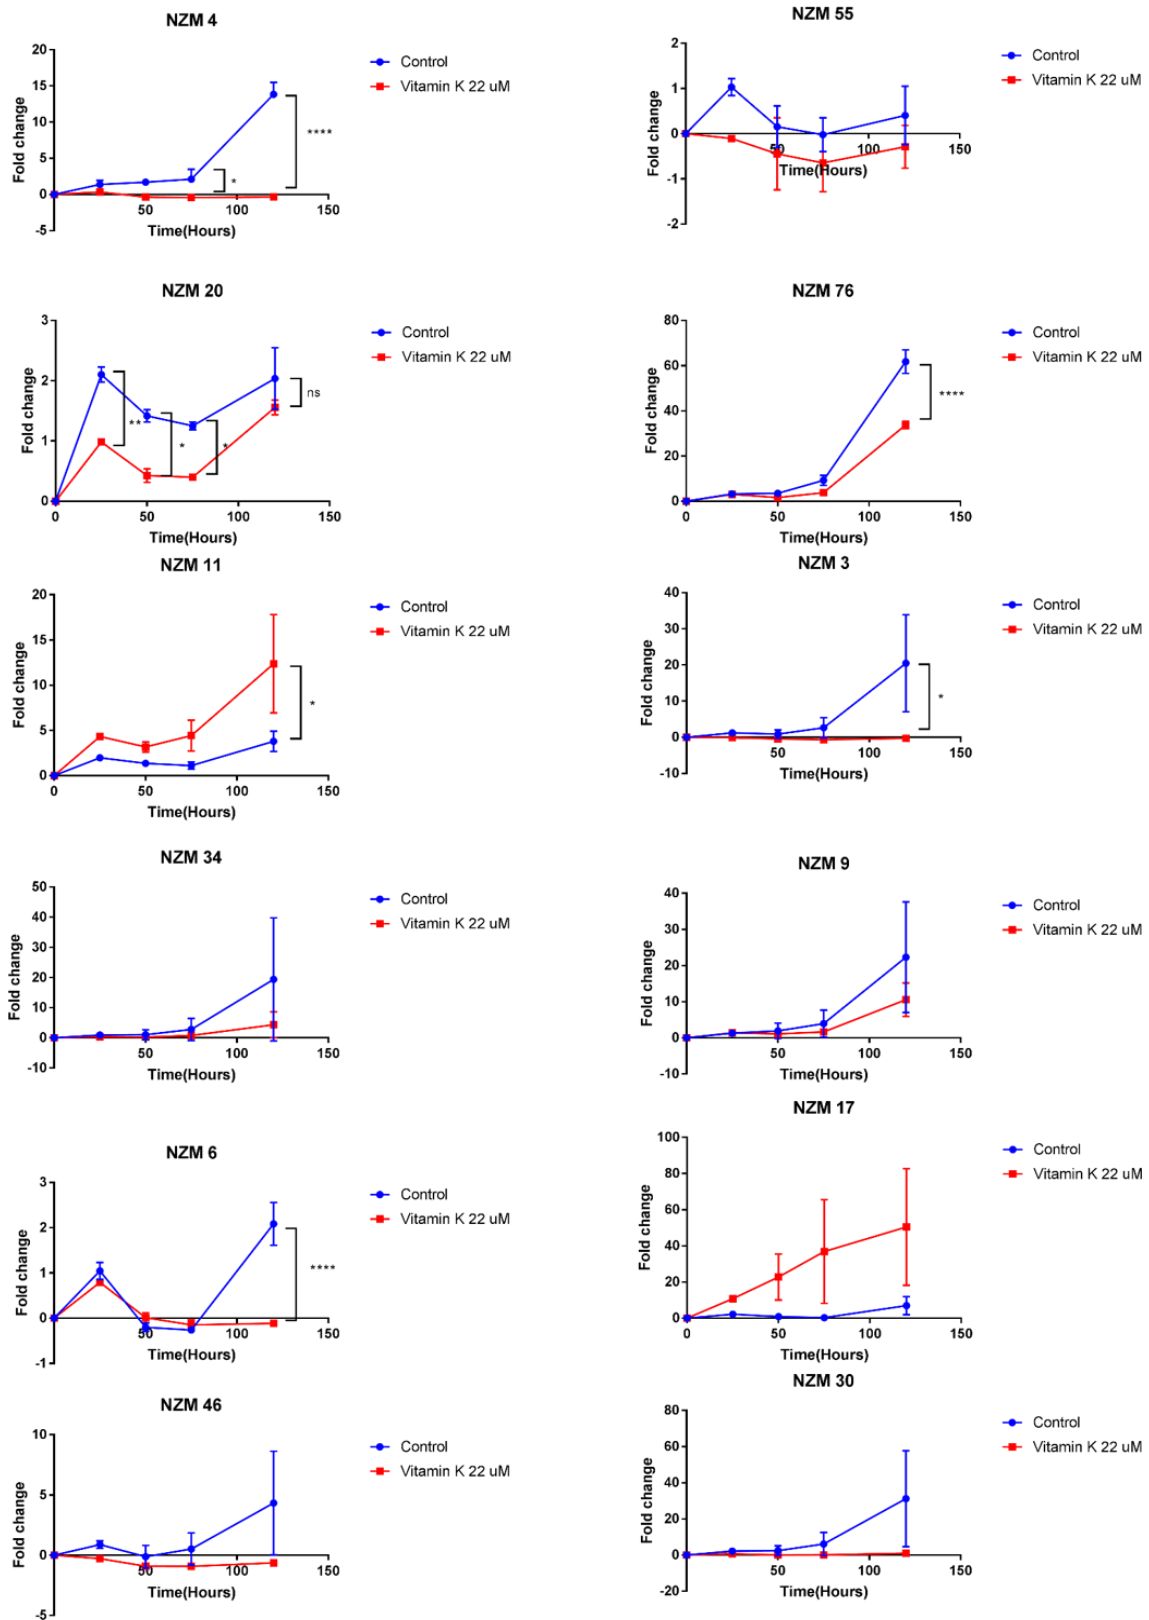 NZM 4
20
15
10
5
0
-5
50
100
150
Fold change
Time(Hours)
Control
Vitamin K 22 uM
*
****
NZM 55
2
1
0
-1
-2
50
100
150
Fold change
Time(Hours)
Control
Vitamin K 22 uM
NZM 20
3
2
1
0
0
50
100
150
Fold change
Time(Hours)
Control
Vitamin K 22 uM
**
*
*
ns
NZM 76
80
60
40
20
0
0
50
100
150
Fold change
Time(Hours)
Control
Vitamin K 22 uM
****
NZM 11
20
15
10
5
0
0
50
100
150
Fold change
Time(Hours)
Control
Vitamin K 22 uM
*
NZM 3
40
30
20
10
0
-10
50
100
150
Fold change
Time(Hours)
Control
Vitamin K 22 uM
*
NZM 34
50
40
30
20
10
0
-10
50
100
150
Fold change
Time(Hours)
Control
Vitamin K 22 uM
NZM 9
40
30
20
10
0
-10
50
100
150
Fold change
Time(Hours)
Control
Vitamin K 22 uM
NZM 6
3
2
1
0
-1
50
100
150
Fold change
Time(Hours)
Control
Vitamin K 22 uM
****
NZM 17
100
80
60
40
20
0
0
50
100
150
Fold change
Time(Hours)
Control
Vitamin K 22 uM
NZM 46
10
5
0
-5
50
100
150
Fold change
Time(Hours)
Control
Vitamin K 22 uM
NZM 30
80
60
40
20
0
-20
50
100
150
Fold change
Time(Hours)
Control
Vitamin K 22 uM